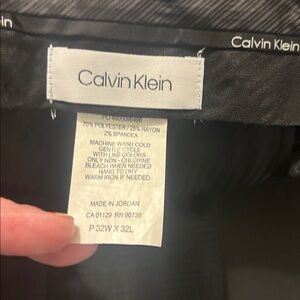 Calvin Klein
Calvin Klein
70% POLYESTER / 28% RAYON
2% SPANDEX
MACHINE WASH COLD
GENTLE CYCLE
WITH LIKE COLORS
ONLY NON - CHLORINE
BLEACH WHEN NEEDED
HANG TO DRY
WARM IRON IF NEEDED
MADE IN JORDAN
CA 01129 RN 90736
P 32W X 32L